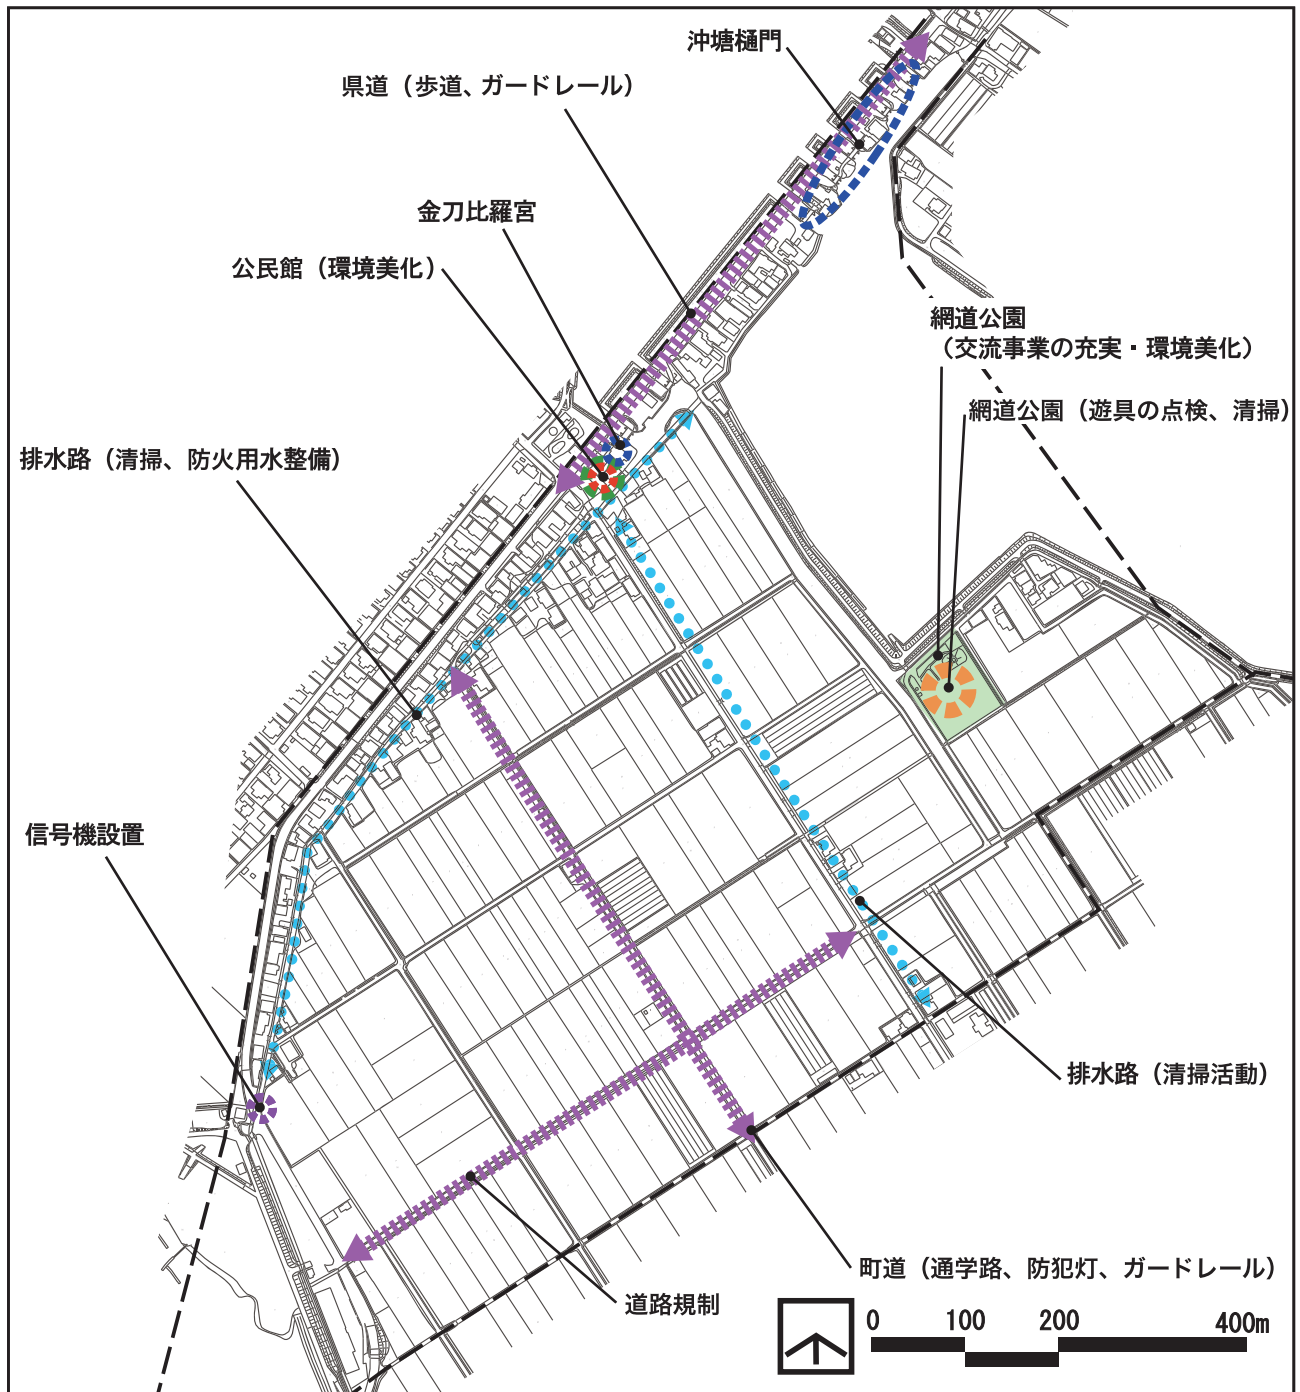 沖塘樋門
県道（歩道、ガードレール）
金刀比羅宮
公民館（環境美化）
網道公園
（交流事業の充実・環境美化）
網道公園（遊具の点検、清掃）
排水路（清掃、防火用水整備）
信号機設置
排水路（清掃活動）
町道（通学路、防犯灯、ガードレール）
道路規制
0 100 200 400m